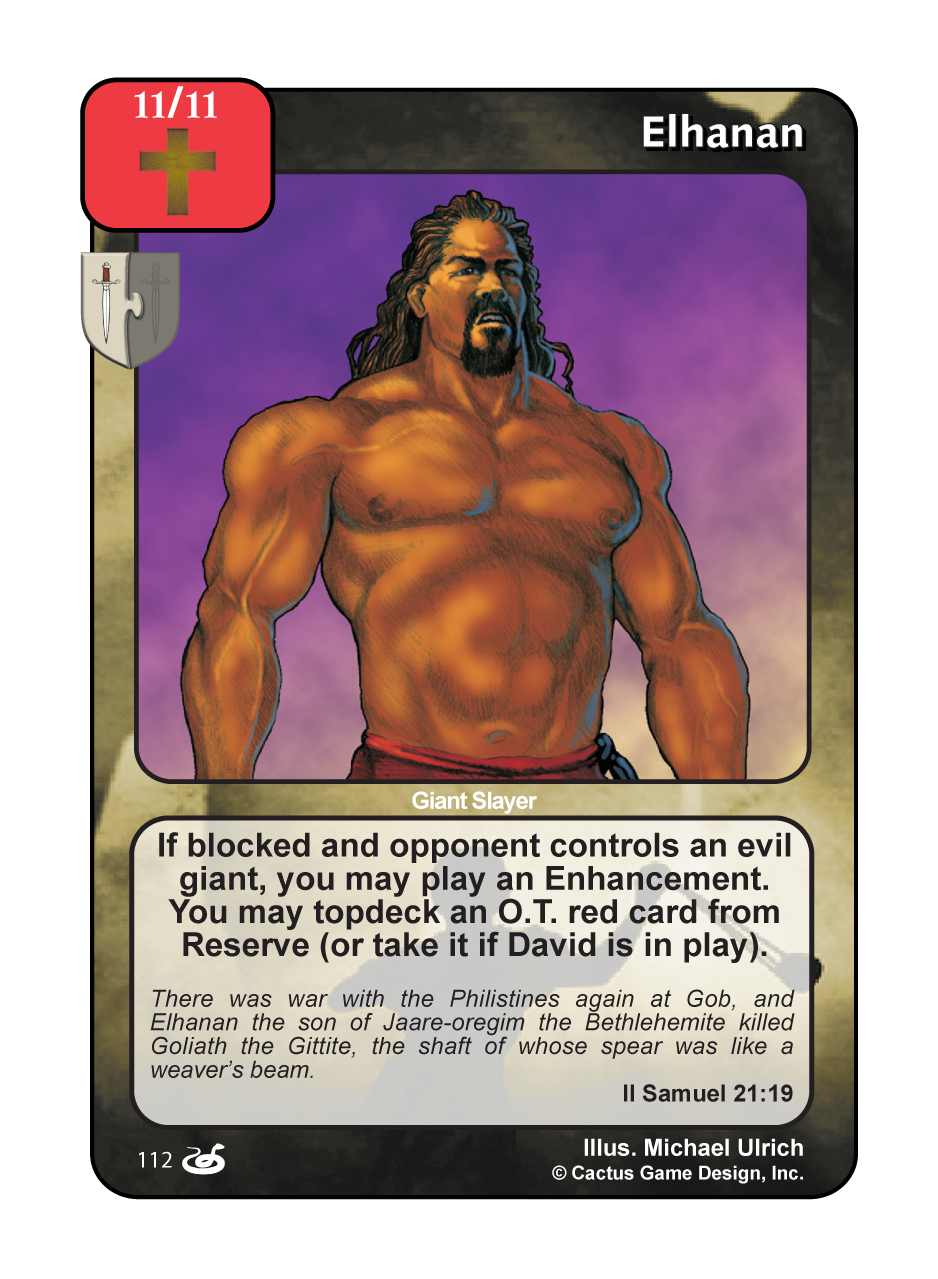 11/11
Elhanan
Giant Slayer
If blocked and opponent controls an evil
giant, you may play an Enhancement.
You may topdeck an O.T. red card from
Reserve (or take it if David is in play).
There was war with the Philistines again at Gob, and
Elhanan the son of Jaare-oregim the Bethlehemite killed
Goliath the Gittite, the shaft of whose spear was like a
weaver's beam.
II Samuel 21:19
112
Illus. Michael Ulrich
© Cactus Game Design, Inc.